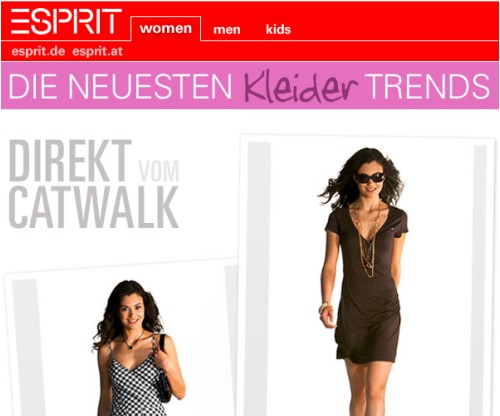 ESPRIT women men kids
esprit.de esprit.at
DIE NEUESTEN Kleider TRENDS
DIREKT VOM
CATWALK